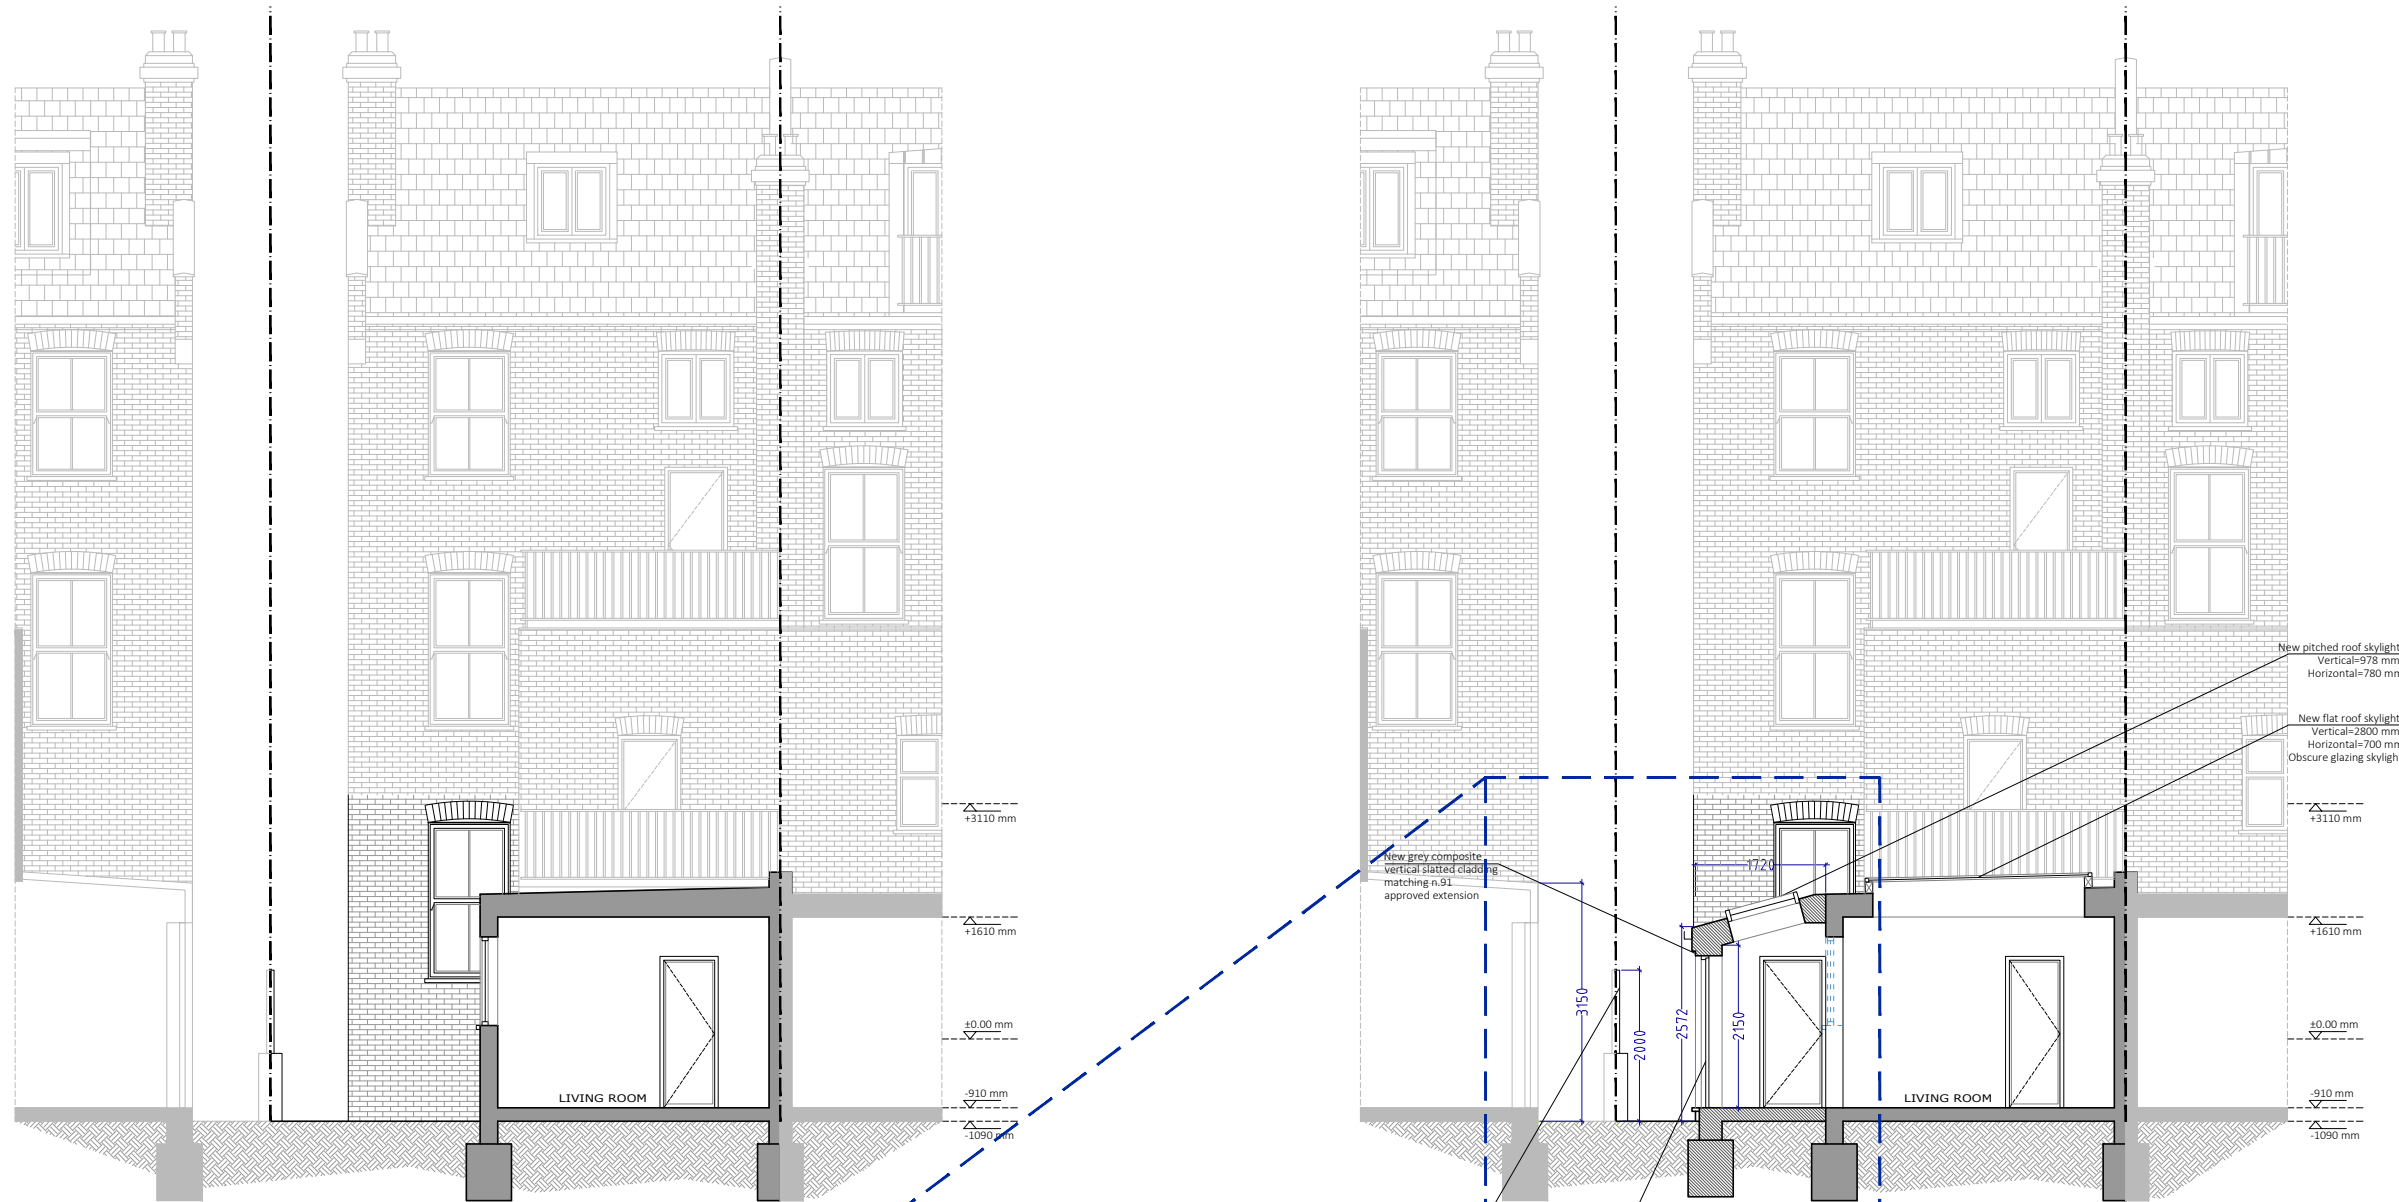 +3110 mm
+1610 mm
±0.00 mm
-910 mm
-1090 mm
LIVING ROOM
New pitched roof skylight
Vertical=978 mm
Horizontal=780 mm
New flat roof skylight
Vertical=2800 mm
Horizontal=700 mm
Obscure glazing skyligh
New grey composite
vertical slatted cladding
matching n.91
approved extension
1720
3150
2000
2572
2150
LIVING ROOM
+3110 mm
+1610 mm
±0.00 mm
-910 mm
-1090 mm